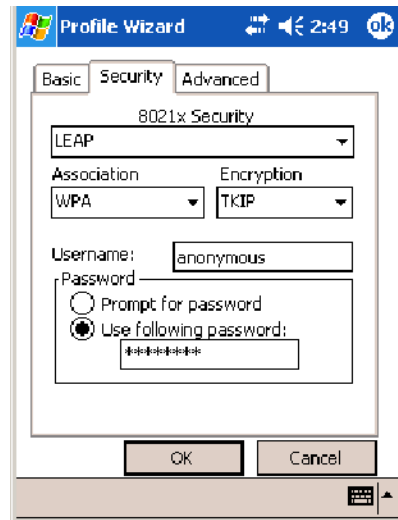 Profile Wizard 2:49 ok
Basic Security Advanced
8021x Security
LEAP
Association Encryption
WPA TKIP
Username: anonymous
Password
Prompt for password
Use following password:
********
OK Cancel